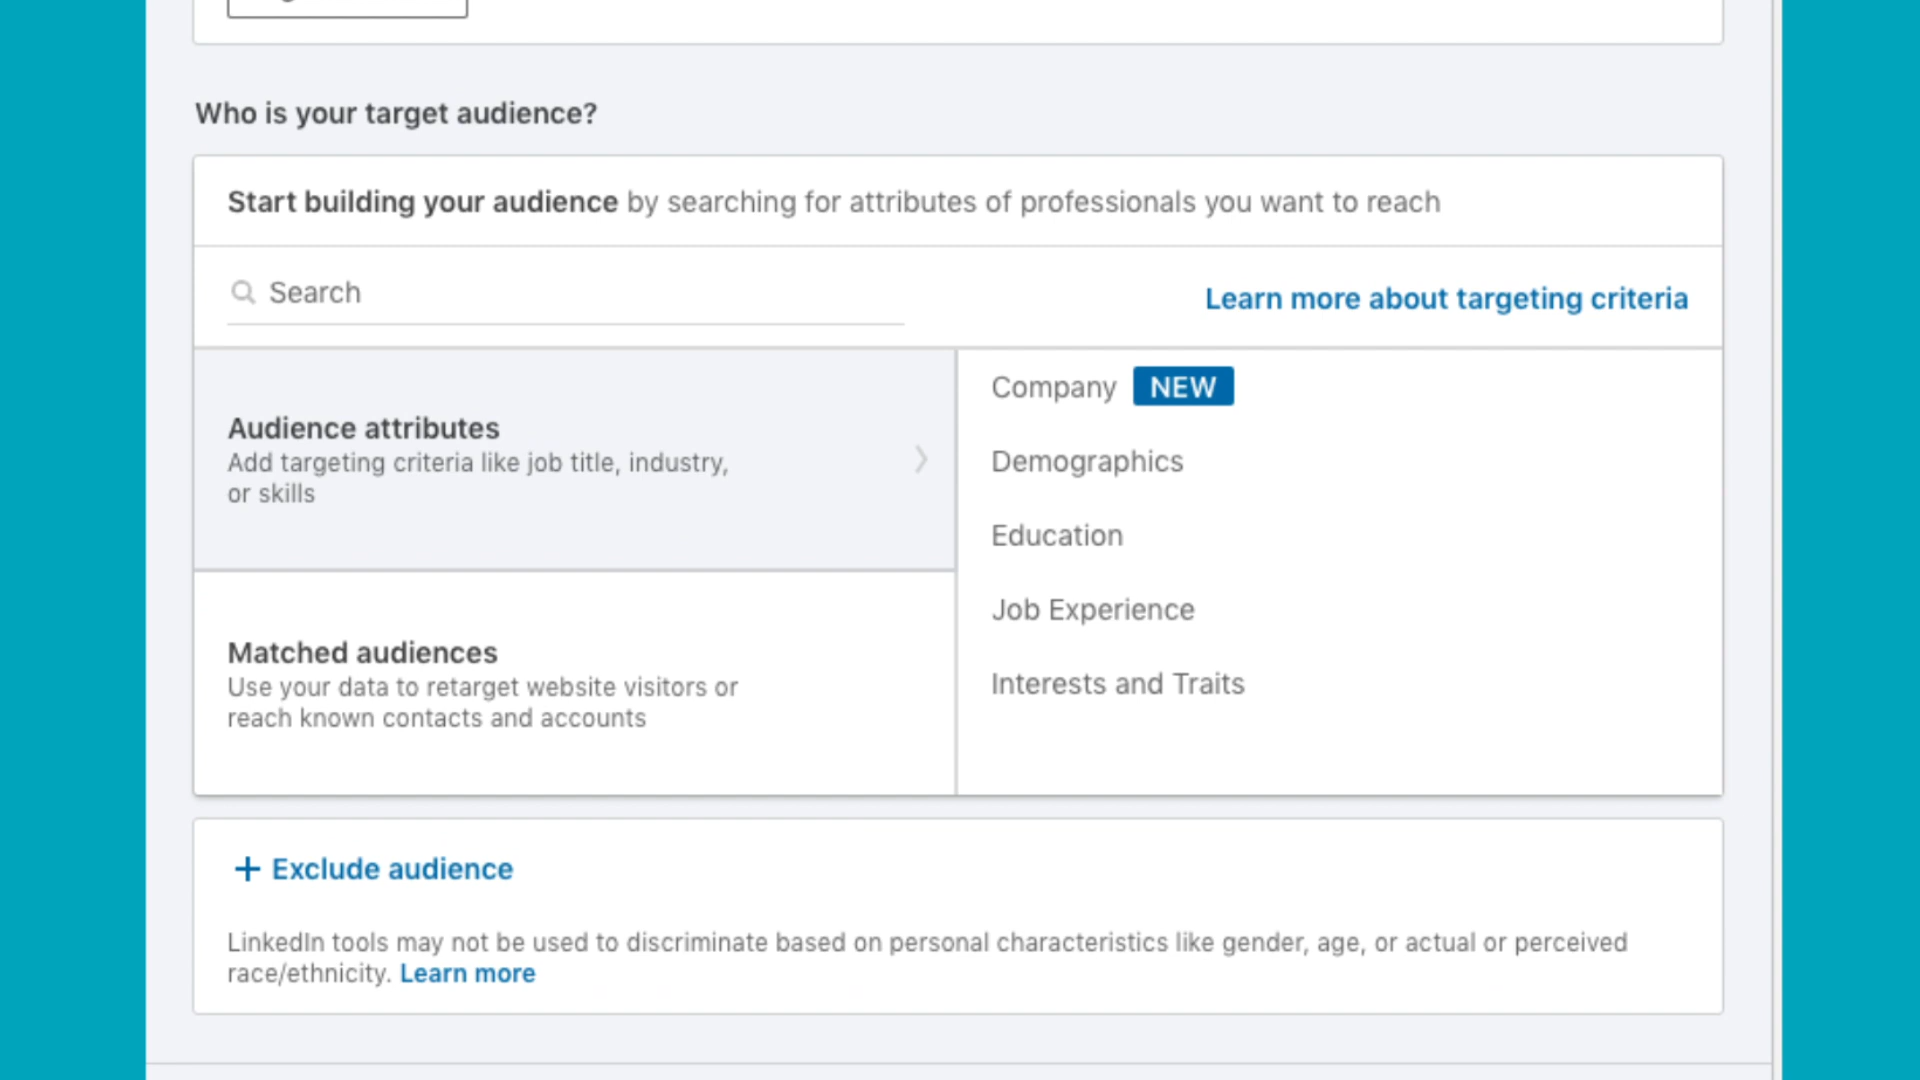 Who is your target audience?
Start building your audience by searching for attributes of professionals you want to reach
Search
Learn more about targeting criteria
Audience attributes
Add targeting criteria like job title, industry,
or skills
Company NEW
Demographics
Education
Job Experience
Interests and Traits
Matched audiences
Use your data to retarget website visitors or
reach known contacts and accounts
+ Exclude audience
LinkedIn tools may not be used to discriminate based on personal characteristics like gender, age, or actual or perceived
race/ethnicity. Learn more